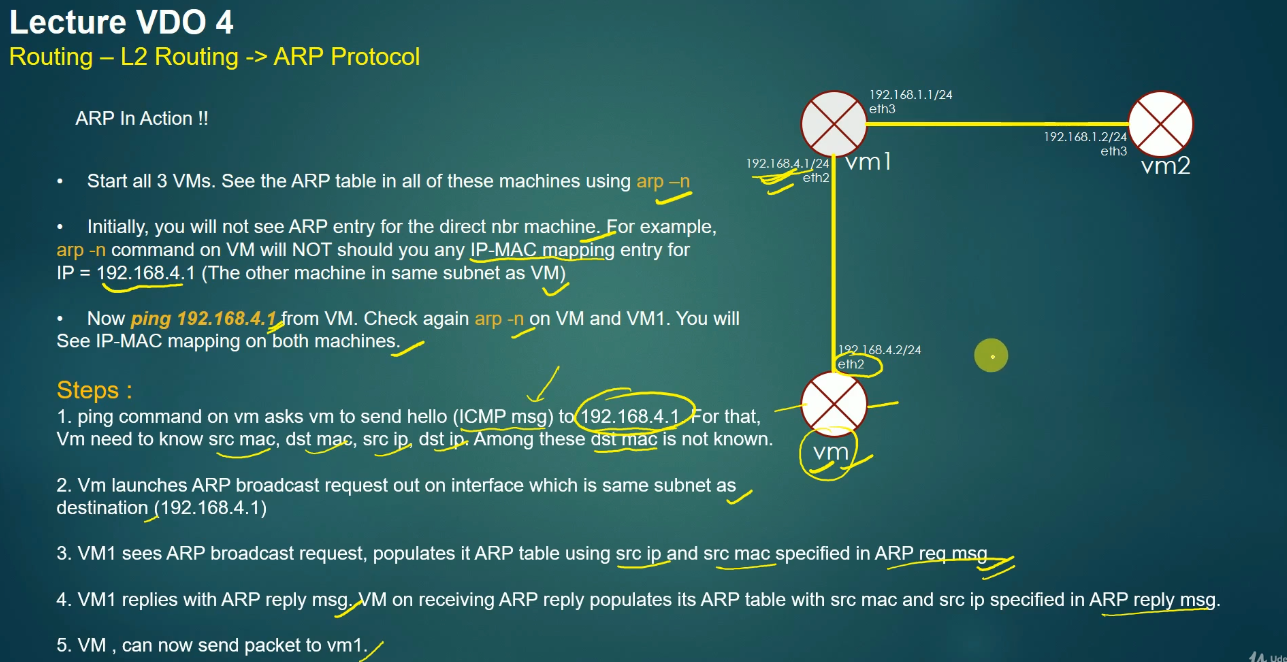 Lecture VDO 4
Routing – L2 Routing -> ARP Protocol
ARP In Action !!
• Start all 3 VMs. See the ARP table in all of these machines using arp –n
• Initially, you will not see ARP entry for the direct nbr machine. For example,
arp -n command on VM will NOT should you any IP-MAC mapping entry for
IP = 192.168.4.1 (The other machine in same subnet as VM)
• Now ping 192.168.4.1 from VM. Check again arp -n on VM and VM1. You will
See IP-MAC mapping on both machines.
Steps :
1. ping command on vm asks vm to send hello (ICMP msg) to 192.168.4.1. For that,
Vm need to know src mac, dst mac, src ip, dst ip. Among these dst mac is not known.
2. Vm launches ARP broadcast request out on interface which is same subnet as
destination (192.168.4.1)
3. VM1 sees ARP broadcast request, populates it ARP table using src ip and src mac specified in ARP req msg
4. VM1 replies with ARP reply msg. VM on receiving ARP reply populates its ARP table with src mac and src ip specified in ARP reply msg.
5. VM , can now send packet to vm1.
192.168.1.1/24
eth3
192.168.1.2/24
eth3
vm2
192.168.4.1/24
eth2
vm1
192.168.4.2/24
eth2
vm